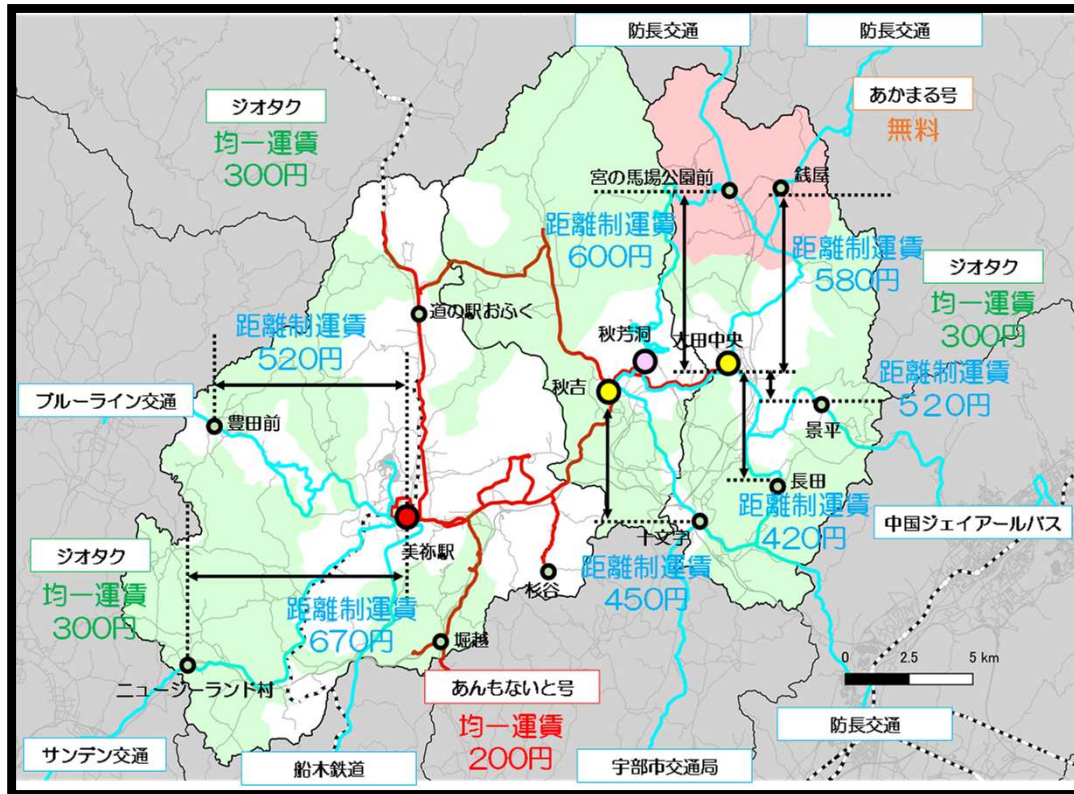 防長交通
防長交通
ジオタク
均一運賃
300円
あかまる号
無料
宮の馬場公園前
銭屋
距離制運賃
600円
距離制運賃
580円
ジオタク
均一運賃
300円
道の駅おふく
距離制運賃
520円
秋芳洞
大田中央
秋吉
距離制運賃
520円
ブルーライン交通
豊田前
景平
長田
美祢駅
十文字
距離制運賃
420円
中国ジェイアールバス
ジオタク
均一運賃
300円
杉谷
距離制運賃
450円
距離制運賃
670円
堀越
ニュージーランド村
あんもないと号
均一運賃
200円
0 2.5 5 km
防長交通
サンデン交通
船木鉄道
宇部市交通局